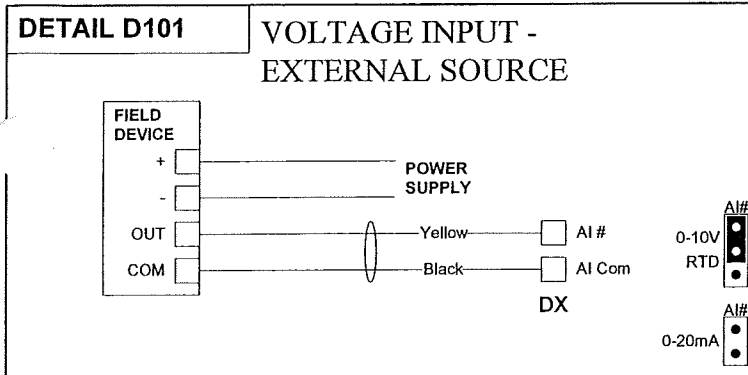 DETAIL D101
VOLTAGE INPUT -
EXTERNAL SOURCE
FIELD
DEVICE
+
-
OUT
COM
POWER
SUPPLY
Yellow
Black
AI #
AI Com
DX
AI#
0-10V
RTD
AI#
0-20mA